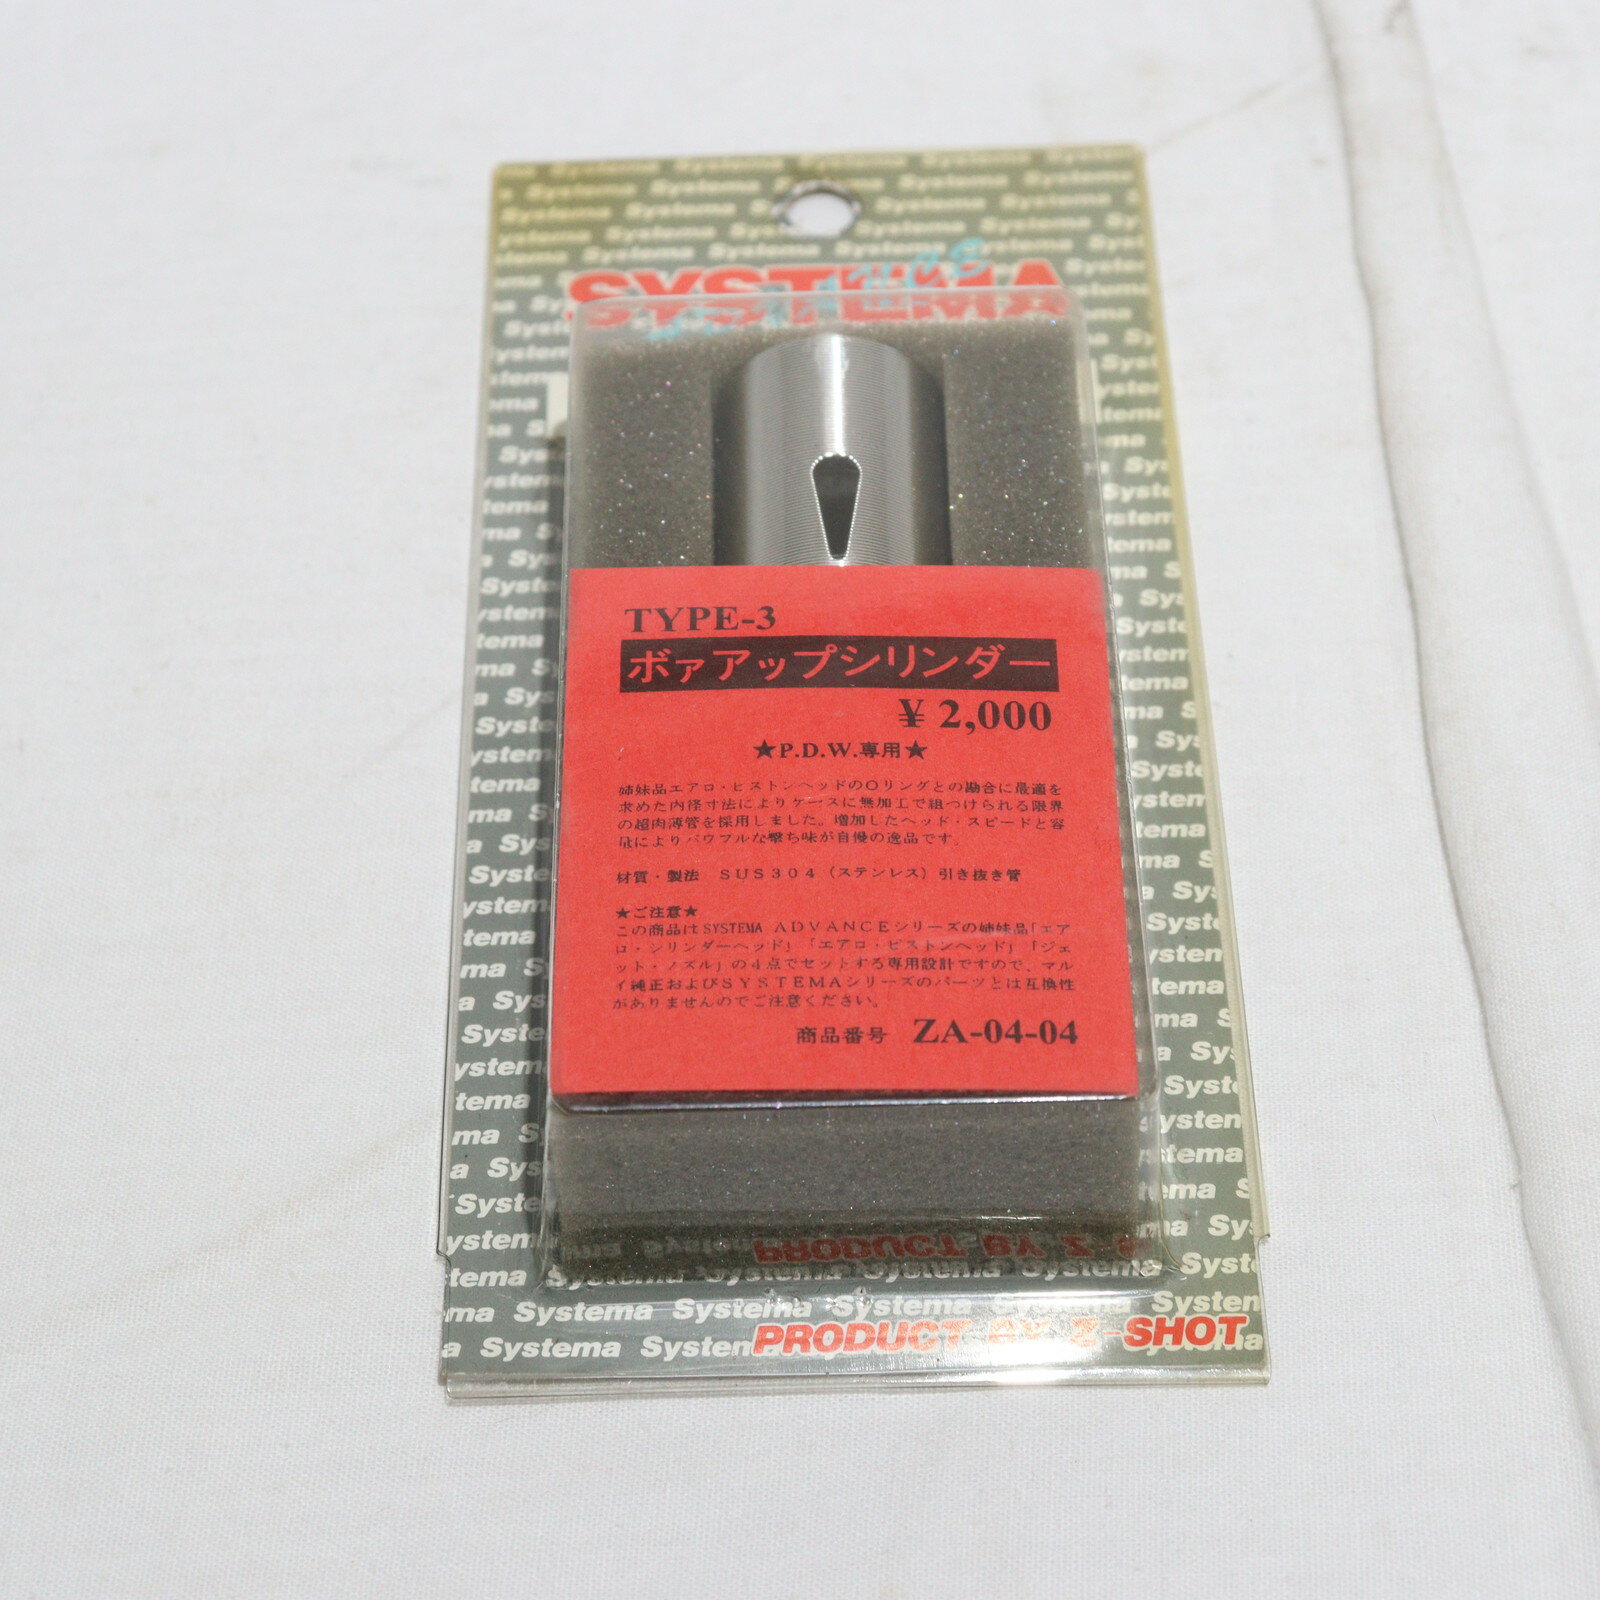 SYSTEMA
ADVANCE
TYPE-3
ボァアップシリンダー
¥ 2,000
★P.D.W.専用★
姉妹品エアロ・ピストンヘッドのOリングとの勘合に最適を
求めた内径寸法によりケースに無加工で組つけられる限界
の超肉薄管を採用しました。増加したヘッド・スピードと容
量によりパワフルな撃ち味が自慢の逸品です。
材質・製法 SUS304（ステンレス）引き抜き管
★ご注意★
この商品はSYSTEMA ADVANCEシリーズの姉妹品「エア
ロ・シリンダーヘッド」「エアロ・ピストンヘッド」「ジェ
ット・ノズル」の４点でセットする専用設計ですので、マル
イ純正およびSYSTEMAシリーズのパーツとは互換性
がありませんのでご注意ください。
商品番号 ZA-04-04
PRODUCT BY Z-SHOT